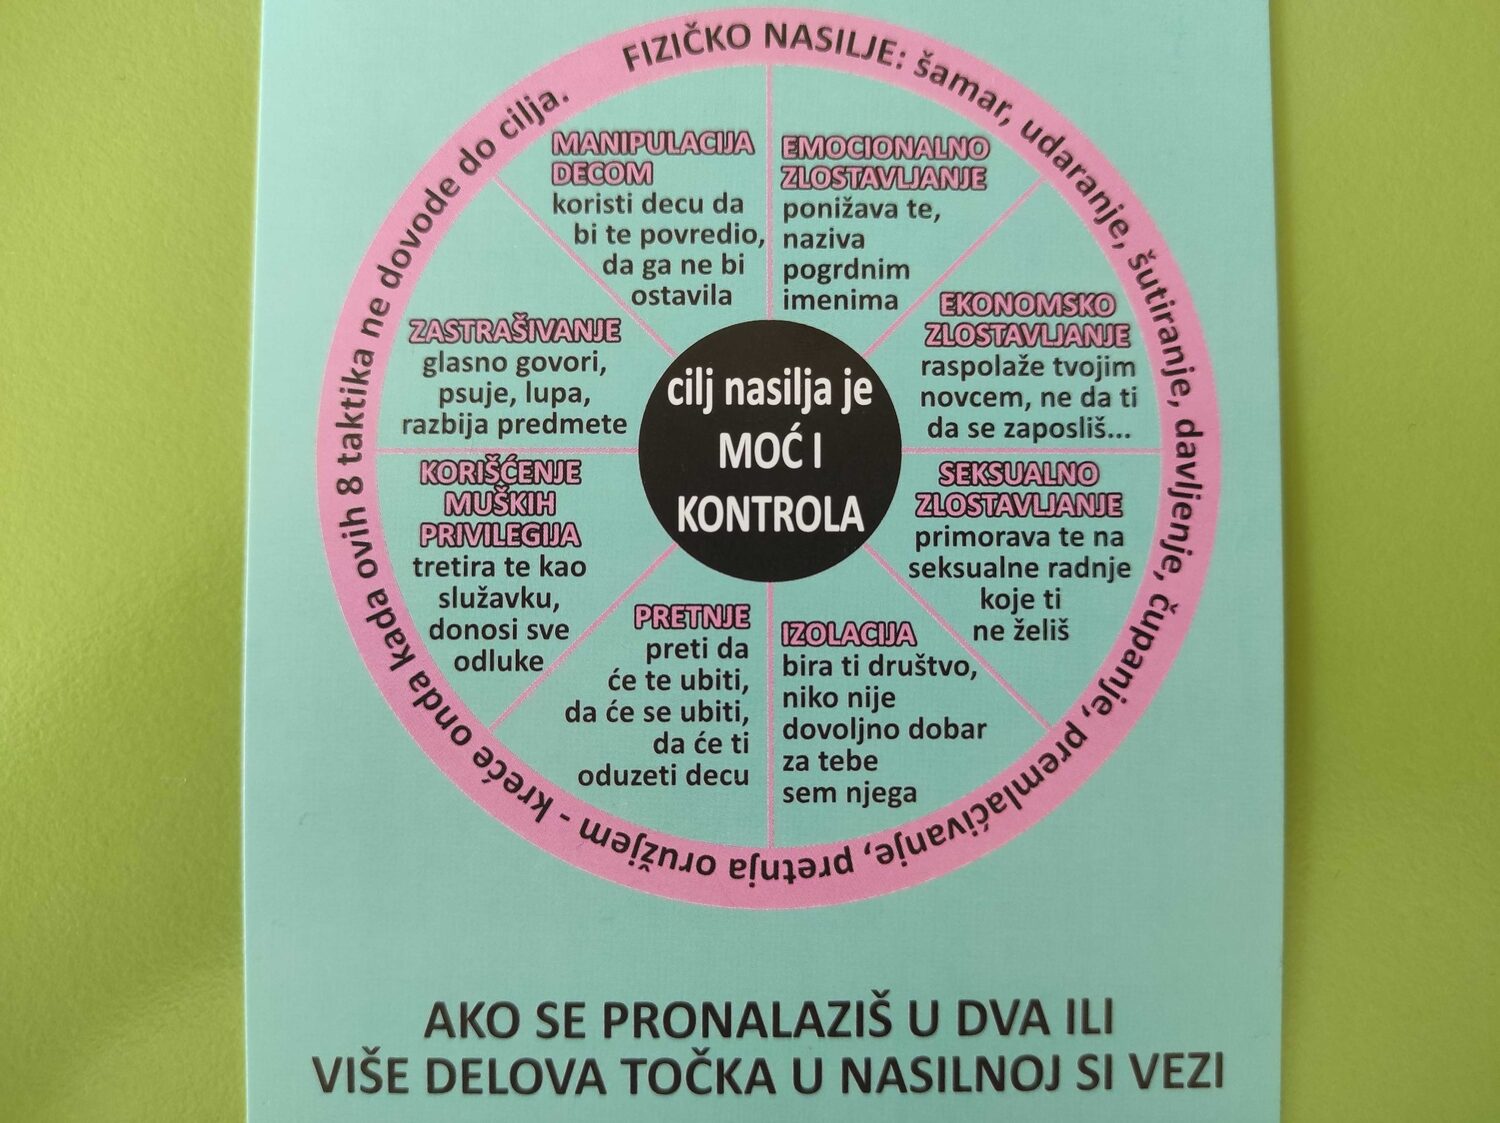 FIZIČKO NASILJE: šamar, udaranje, šutiranje, davljenje, čupanje, premlaćivanje, pretnja oružjem - kreće onda kada ovih 8 taktika ne dovode do cilja.
MANIPULACIJA
DECOM
koristi decu da
bi te povredio,
da ga ne bi
ostavila
EMOCIONALNO
ZLOSTAVLJANJE
ponižava te,
naziva
pogrdnim
imenima
EKONOMSKO
ZLOSTAVLJANJE
raspolaže tvojim
novcem, ne da ti
da se zaposliš...
SEKSUALNO
ZLOSTAVLJANJE
primorava te na
seksualne radnje
koje ti
ne želiš
IZOLACIJA
bira ti društvo,
niko nije
dovoljno dobar
za tebe
sem njega
PRETNJE
preti da
će te ubiti,
da će se ubiti,
da će ti
oduzeti decu
KORIŠĆENJE
MUŠKIH
PRIVILEGIJA
tretira te kao
služavku,
donosi sve
odluke
ZASTRAŠIVANJE
glasno govori,
psuje, lupa,
razbija predmete
cilj nasilja je
MOĆ I
KONTROLA
AKO SE PRONALAZIŠ U DVA ILI
VIŠE DELOVA TOČKA U NASILNOJ SI VEZI